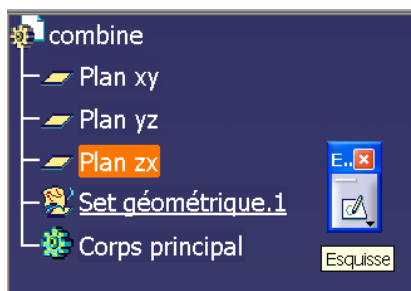 combine
Plan xy
Plan yz
Plan zx
E..
Set géométrique.1
Corps principal
Esquisse